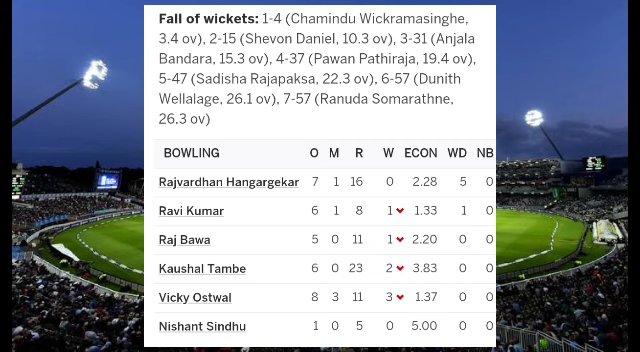 Fall of wickets: 1-4 (Chamindu Wickramasinghe,
3.4 ov), 2-15 (Shevon Daniel, 10.3 ov), 3-31 (Anjala
Bandara, 15.3 ov), 4-37 (Pawan Pathiraja, 19.4 ov),
5-47 (Sadisha Rajapaksa, 22.3 ov), 6-57 (Dunith
Wellalage, 26.1 ov), 7-57 (Ranuda Somarathne,
26.3 ov)
BOWLING O M R W ECON WD NB
Rajvardhan Hangargekar 7 1 16 0 2.28 5 0
Ravi Kumar 6 1 8 1 1.33 1 0
Raj Bawa 5 0 11 1 2.20 0 0
Kaushal Tambe 6 0 23 2 3.83 0 0
Vicky Ostwal 8 3 11 3 1.37 0 0
Nishant Sindhu 1 0 5 0 5.00 0 0